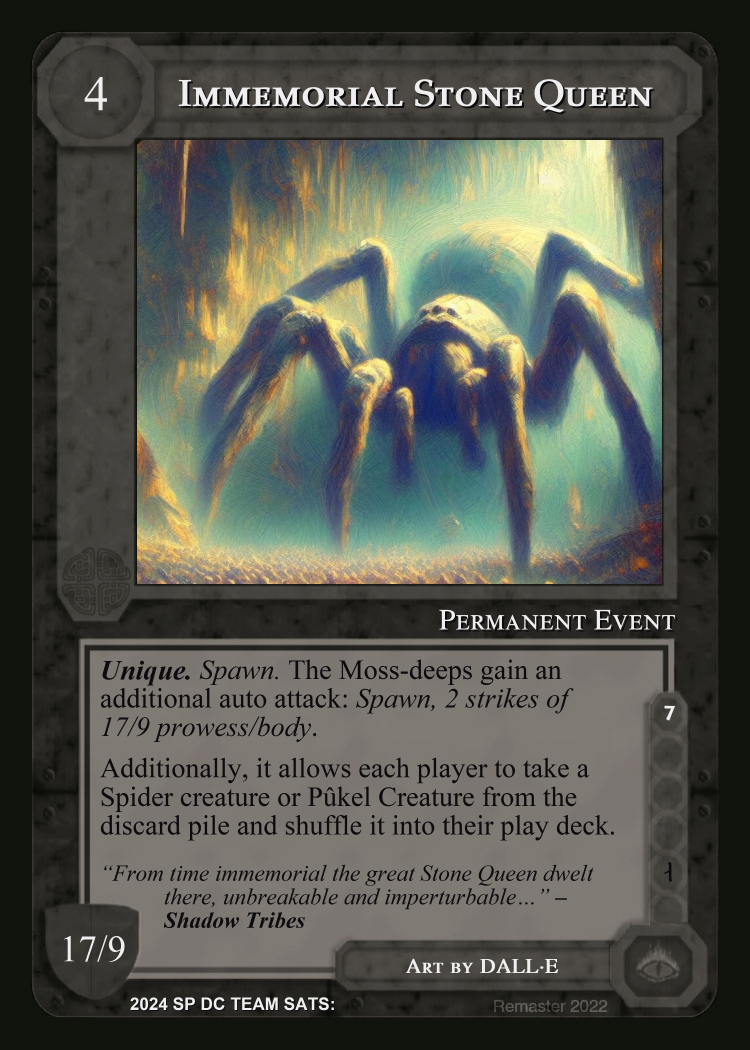 4
Immemorial Stone Queen
Permanent Event
Unique. Spawn. The Moss-deeps gain an
additional auto attack: Spawn, 2 strikes of
17/9 prowess/body.
Additionally, it allows each player to take a
Spider creature or Pûkel Creature from the
discard pile and shuffle it into their play deck.
“From time immemorial the great Stone Queen dwelt
there, unbreakable and imperturbable…” –
Shadow Tribes
7
17/9
Art by DALL·E
2024 SP DC TEAM SATS:
Remaster 2022